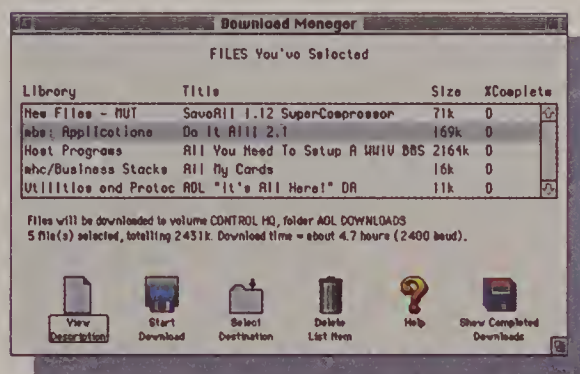 Download Manager
FILES You've Selected
Library Title Size %Complete
New Files - MUT SaveAll 1.12 SuperCompressor 71k 0
mbs: Applications Do It All! 2.1 169k 0
Host Programs All You Need To Setup A WWIV BBS 2164k 0
mhc/Business Stacks All My Cards 16k 0
Utilities and Protoc AOL "It's All Here!" DA 11k 0
Files will be downloaded to volume CONTROL HQ, folder AOL DOWNLOADS
5 file(s) selected, totalling 2431k. Download time = about 4.7 hours (2400 baud).
View Description
Start Download
Select Destination
Delete List Item
Help
Show Completed Downloads